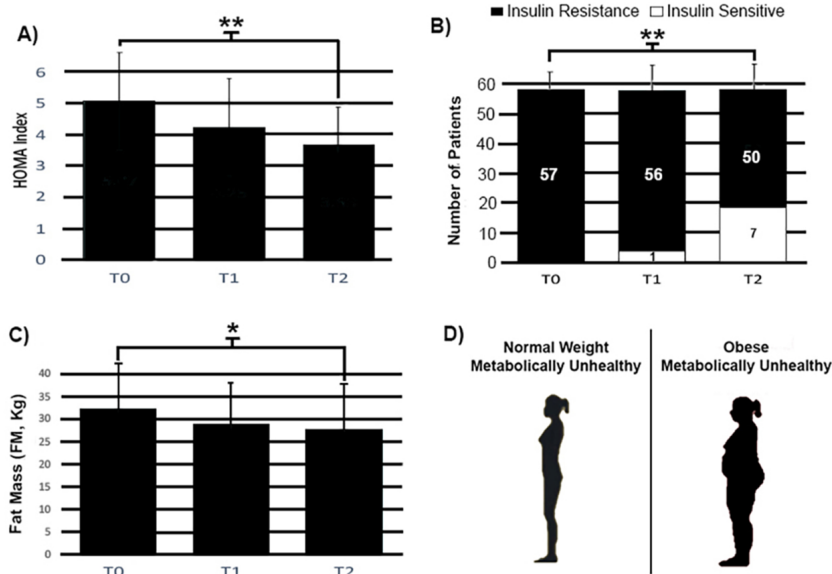 A)
**
HOMA Index
6
5
4
3
2
1
0
T0 T1 T2
B)
Insulin Resistance Insulin Sensitive
**
Number of Patients
60
50
40
30
20
10
0
57 56 50
1 7
T0 T1 T2
C)
*
Fat Mass (FM, Kg)
40
35
30
25
20
15
10
5
0
T0 T1 T2
D)
Normal Weight
Metabolically Unhealthy
Obese
Metabolically Unhealthy